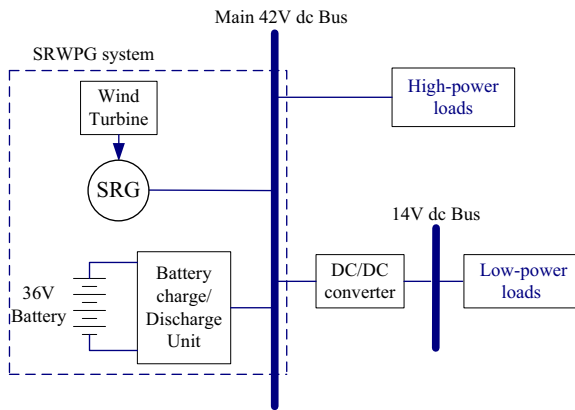 Main 42V dc Bus
SRWPG system
Wind
Turbine
High-power
loads
SRG
14V dc Bus
36V
Battery
Battery
charge/
Discharge
Unit
DC/DC
converter
Low-power
loads